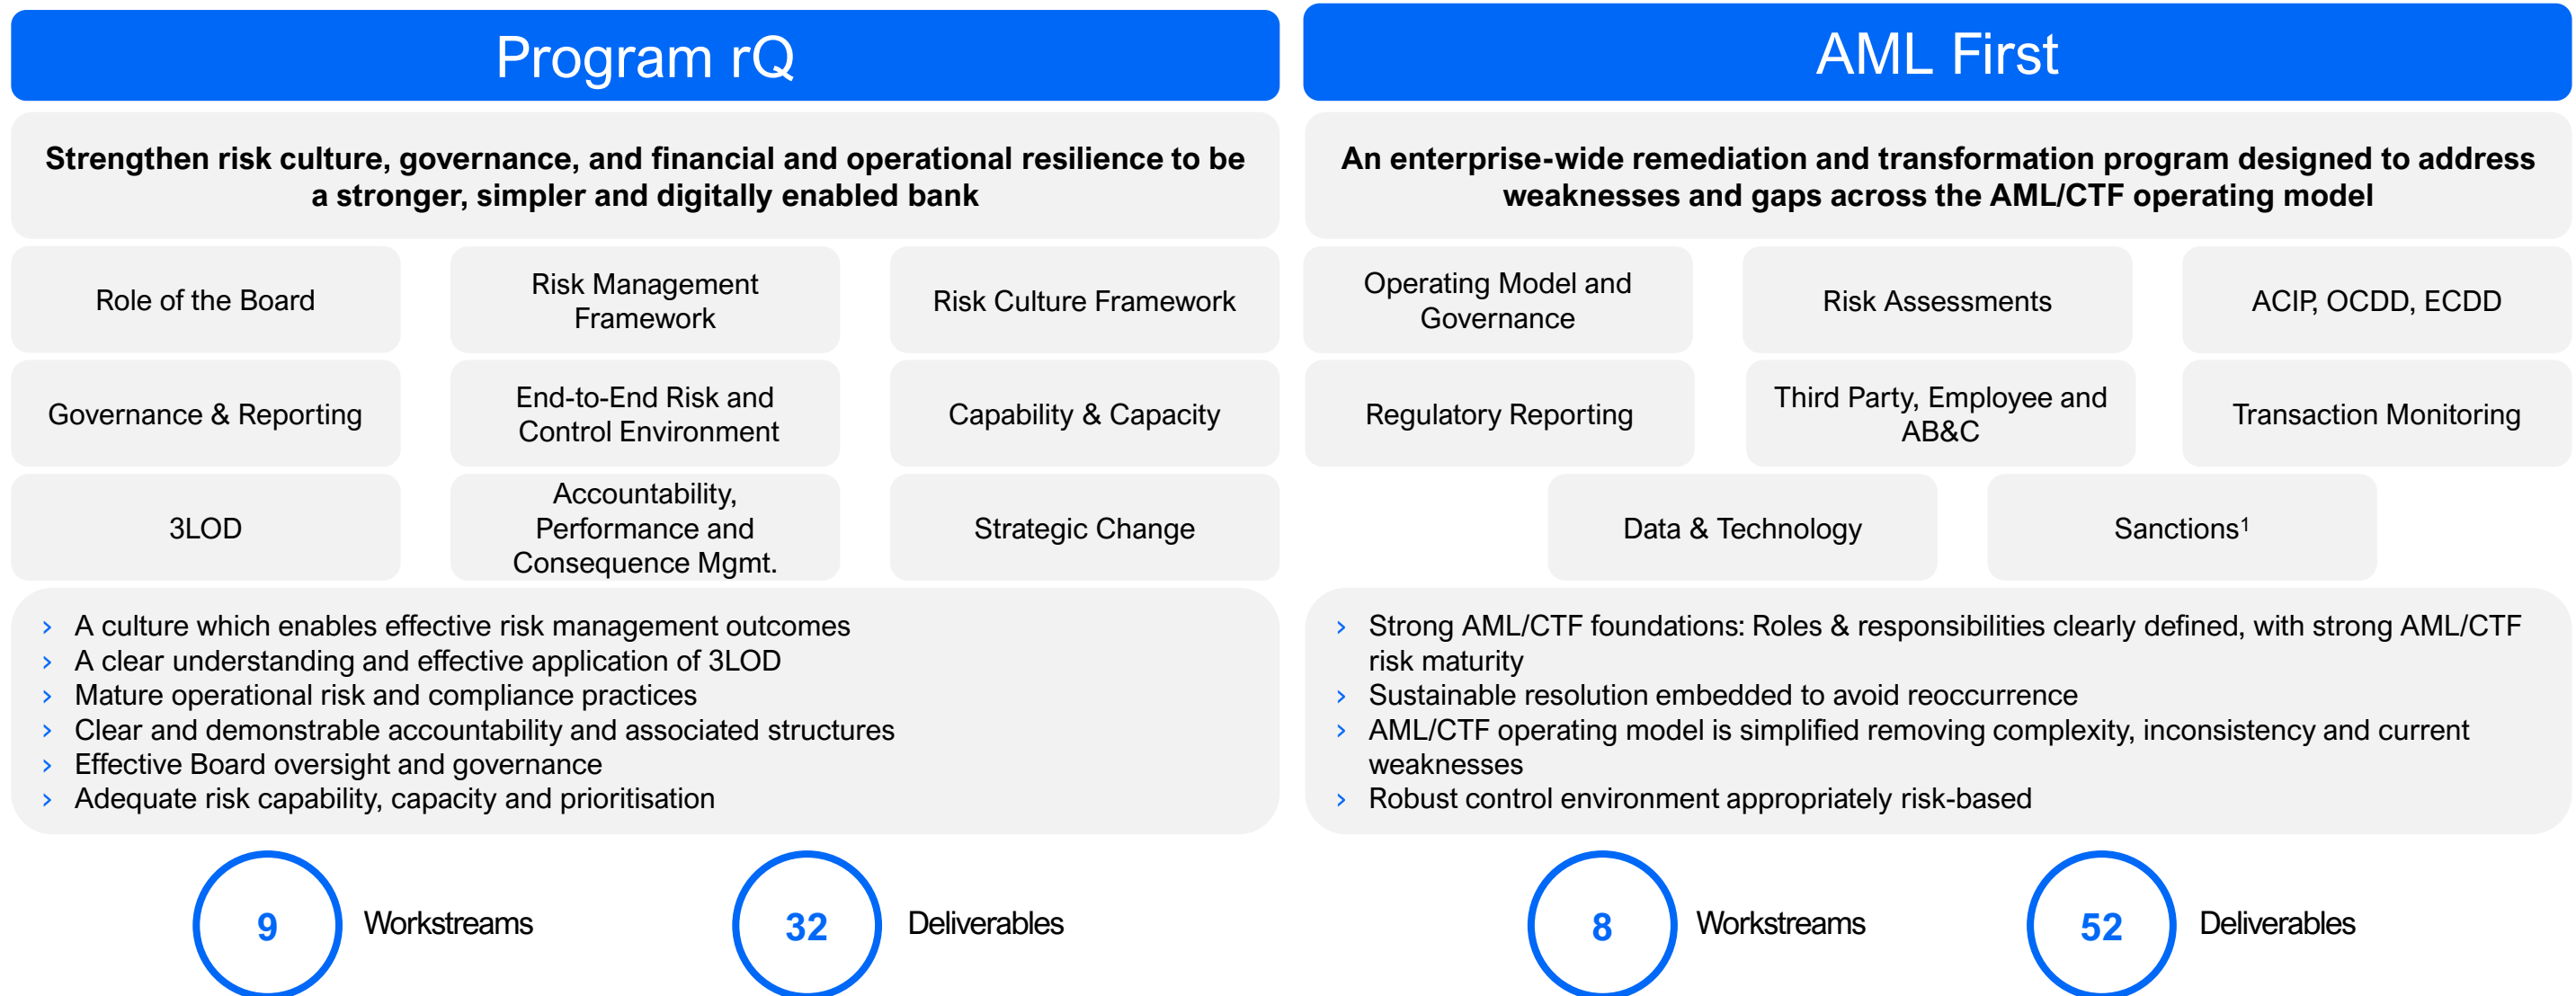 Program rQ
Strengthen risk culture, governance, and financial and operational resilience to be
a stronger, simpler and digitally enabled bank
Role of the Board
Risk Management
Framework
Risk Culture Framework
Governance & Reporting
End-to-End Risk and
Control Environment
Capability & Capacity
3LOD
Accountability,
Performance and
Consequence Mgmt.
Strategic Change
› A culture which enables effective risk management outcomes
› A clear understanding and effective application of 3LOD
› Mature operational risk and compliance practices
› Clear and demonstrable accountability and associated structures
› Effective Board oversight and governance
› Adequate risk capability, capacity and prioritisation
9 Workstreams
32 Deliverables
AML First
An enterprise-wide remediation and transformation program designed to address
weaknesses and gaps across the AML/CTF operating model
Operating Model and
Governance
Risk Assessments
ACIP, OCDD, ECDD
Regulatory Reporting
Third Party, Employee and
AB&C
Transaction Monitoring
Data & Technology
Sanctions¹
› Strong AML/CTF foundations: Roles & responsibilities clearly defined, with strong AML/CTF
risk maturity
› Sustainable resolution embedded to avoid reoccurrence
› AML/CTF operating model is simplified removing complexity, inconsistency and current
weaknesses
› Robust control environment appropriately risk-based
8 Workstreams
52 Deliverables